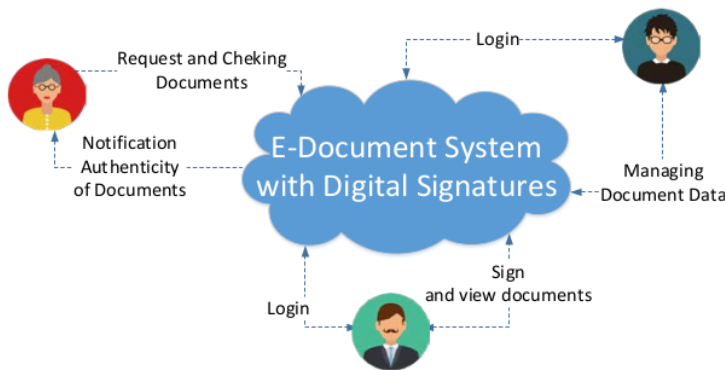 Login
Request and Cheking
Documents
Notification
Authenticity
of Documents
E-Document System
with Digital Signatures
Managing
Document Data
Sign
and view documents
Login